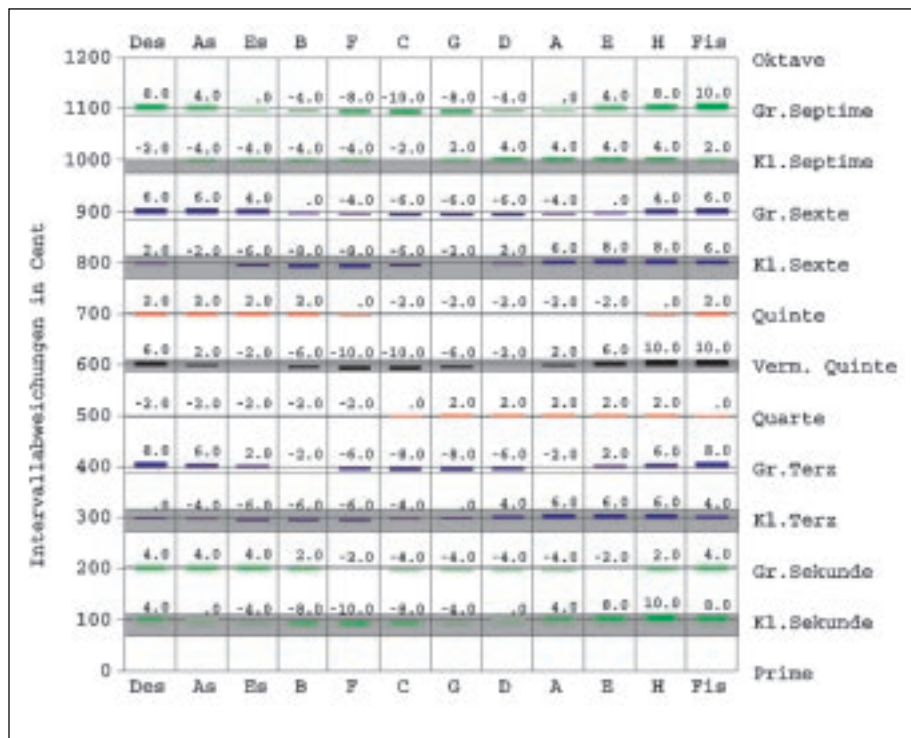 Des As Es B F C G D A E H Fis
1200 Oktave
8.0 4.0 .0 -4.0 -8.0 -10.0 -8.0 -4.0 .0 4.0 8.0 10.0
1100 Gr.Septime
-2.0 -4.0 -4.0 -4.0 -4.0 -2.0 2.0 4.0 4.0 4.0 4.0 2.0
1000 Kl.Septime
6.0 6.0 4.0 .0 -4.0 -6.0 -6.0 -6.0 -4.0 .0 4.0 6.0
900 Gr.Sexte
2.0 -2.0 -6.0 -8.0 -8.0 -6.0 -2.0 2.0 6.0 8.0 8.0 6.0
800 Kl.Sexte
2.0 2.0 2.0 2.0 .0 -2.0 -2.0 -2.0 -2.0 -2.0 .0 2.0
700 Quinte
6.0 2.0 -2.0 -6.0 -10.0 -10.0 -6.0 -2.0 2.0 6.0 10.0 10.0
600 Verm. Quinte
-2.0 -2.0 -2.0 -2.0 -2.0 .0 2.0 2.0 2.0 2.0 2.0 .0
500 Quarte
8.0 6.0 2.0 -2.0 -6.0 -8.0 -8.0 -6.0 -2.0 2.0 6.0 8.0
400 Gr.Terz
.0 -4.0 -6.0 -6.0 -6.0 -4.0 .0 4.0 6.0 6.0 6.0 4.0
300 Kl.Terz
4.0 4.0 4.0 2.0 -2.0 -4.0 -4.0 -4.0 -4.0 -2.0 2.0 4.0
200 Gr.Sekunde
4.0 .0 -4.0 -8.0 -10.0 -8.0 -4.0 .0 4.0 8.0 10.0 8.0
100 Kl.Sekunde
0 Prime
Des As Es B F C G D A E H Fis
Intervallabweichungen in Cent